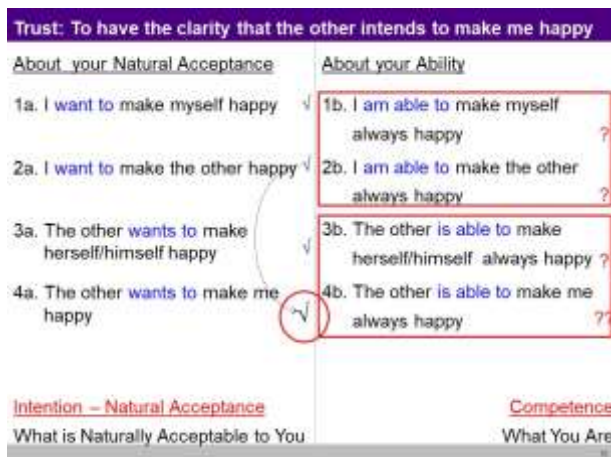 Trust: To have the clarity that the other intends to make me happy
About your Natural Acceptance
1a. I want to make myself happy √
2a. I want to make the other happy √
3a. The other wants to make
herself/himself happy √
4a. The other wants to make me
happy √
Intention – Natural Acceptance
What is Naturally Acceptable to You
About your Ability
1b. I am able to make myself
always happy ?
2b. I am able to make the other
always happy ?
3b. The other is able to make
herself/himself always happy ?
4b. The other is able to make me
always happy ??
Competence
What You Are